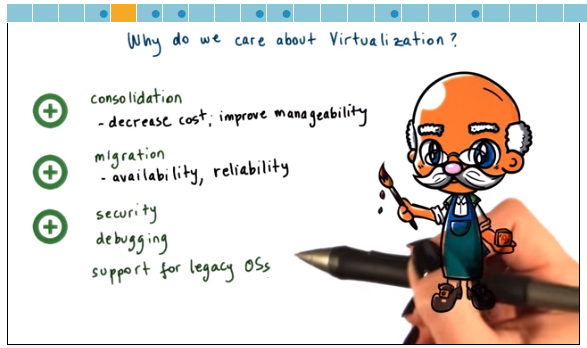 Why do we care about Virtualization?
consolidation
- decrease cost; improve manageability
migration
- availability, reliability
security
debugging
support for legacy OSs